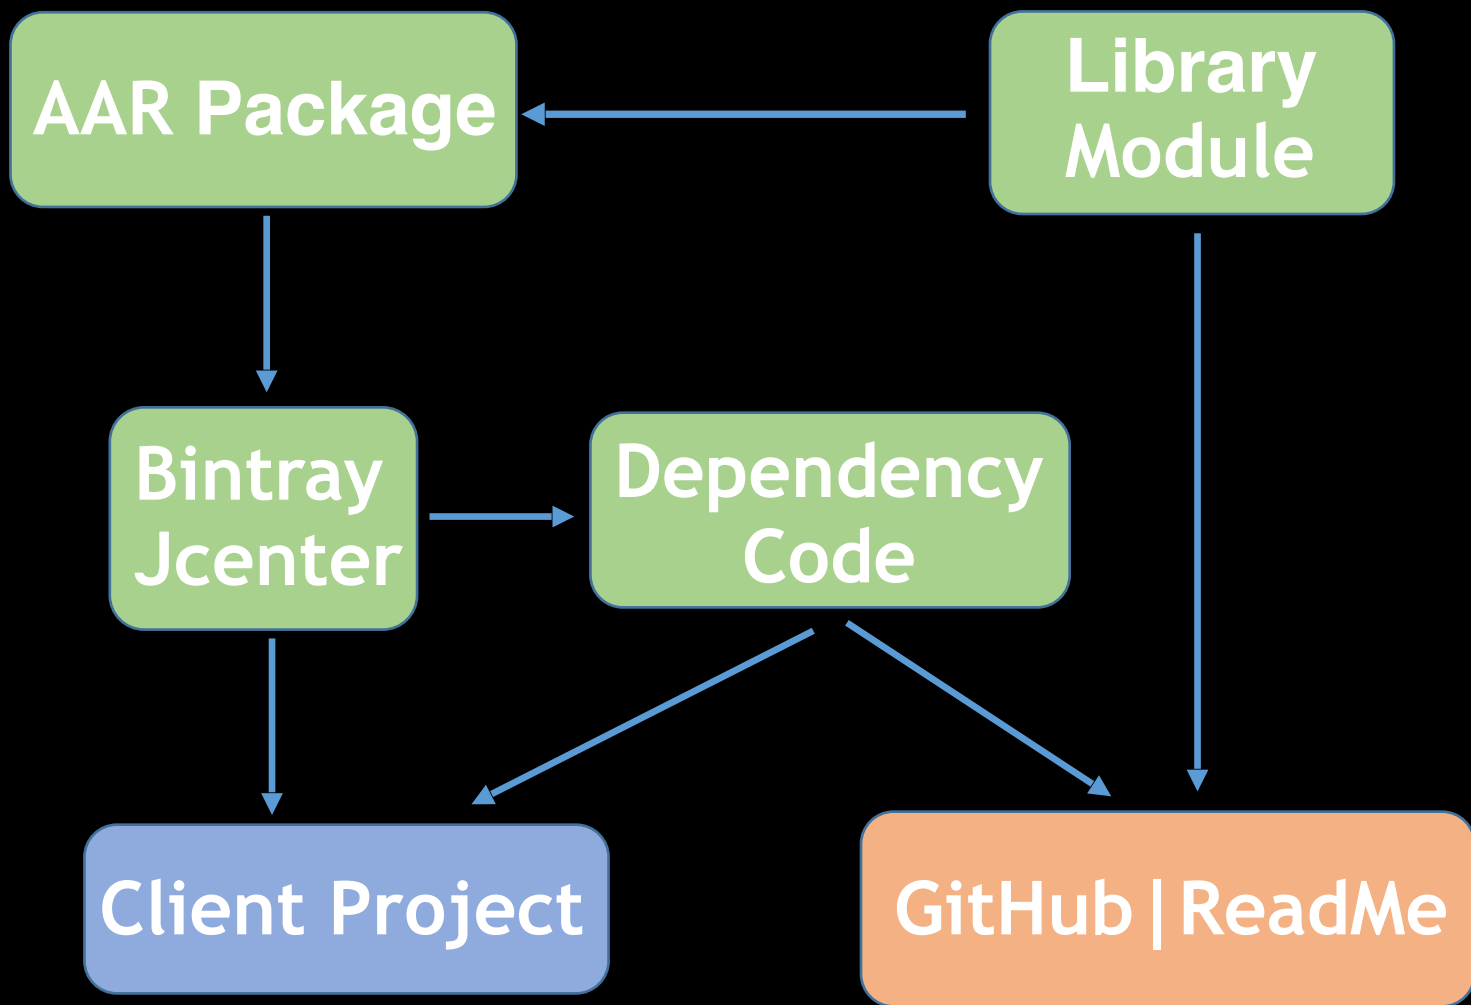 AAR Package
Library
Module
Bintray
Jcenter
Dependency
Code
Client Project
GitHub|ReadMe